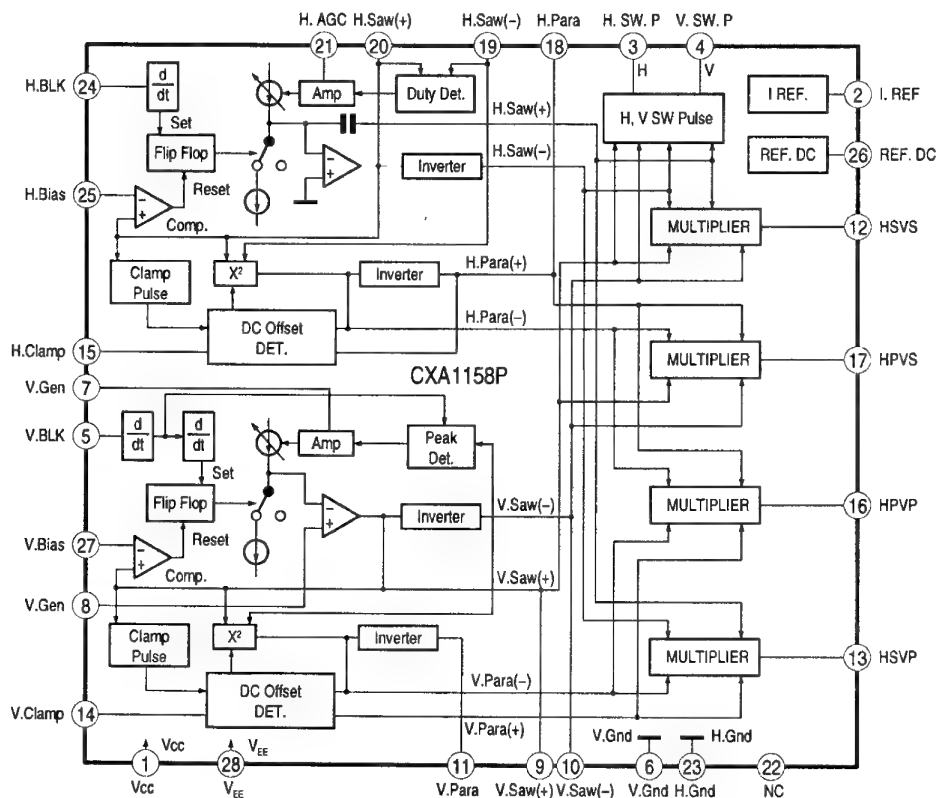 H. AGC H.Saw(+) H.Saw(−) H.Para H. SW. P V. SW. P
21 20 19 18 3 4
H V
H.BLK 24
d
dt
Amp
Duty Det.
I REF.
2 I. REF
Set
H.Saw(+)
H, V SW Pulse
Flip Flop
H.Saw(−)
REF. DC
26 REF. DC
Inverter
H.Bias 25
Reset
−
+
Comp.
−
+
MULTIPLIER
12 HSVS
Clamp
Pulse
X²
Inverter
H.Para(+)
DC Offset
DET.
H.Para(−)
H.Clamp 15
CXA1158P
MULTIPLIER
17 HPVS
V.Gen 7
V.BLK 5
d
dt
d
dt
Amp
Peak
Det.
Set
Flip Flop
−
+
Inverter
V.Saw(−)
MULTIPLIER
16 HPVP
V.Bias 27
Reset
−
+
Comp.
V.Saw(+)
V.Gen 8
Clamp
Pulse
X²
Inverter
MULTIPLIER
13 HSVP
DC Offset
DET.
V.Para(−)
V.Clamp 14
V.Para(+)
Vcc VEE V.Gnd H.Gnd
1 28 11 9 10 6 23 22
Vcc VEE V.Para V.Saw(+) V.Saw(−) V.Gnd H.Gnd NC